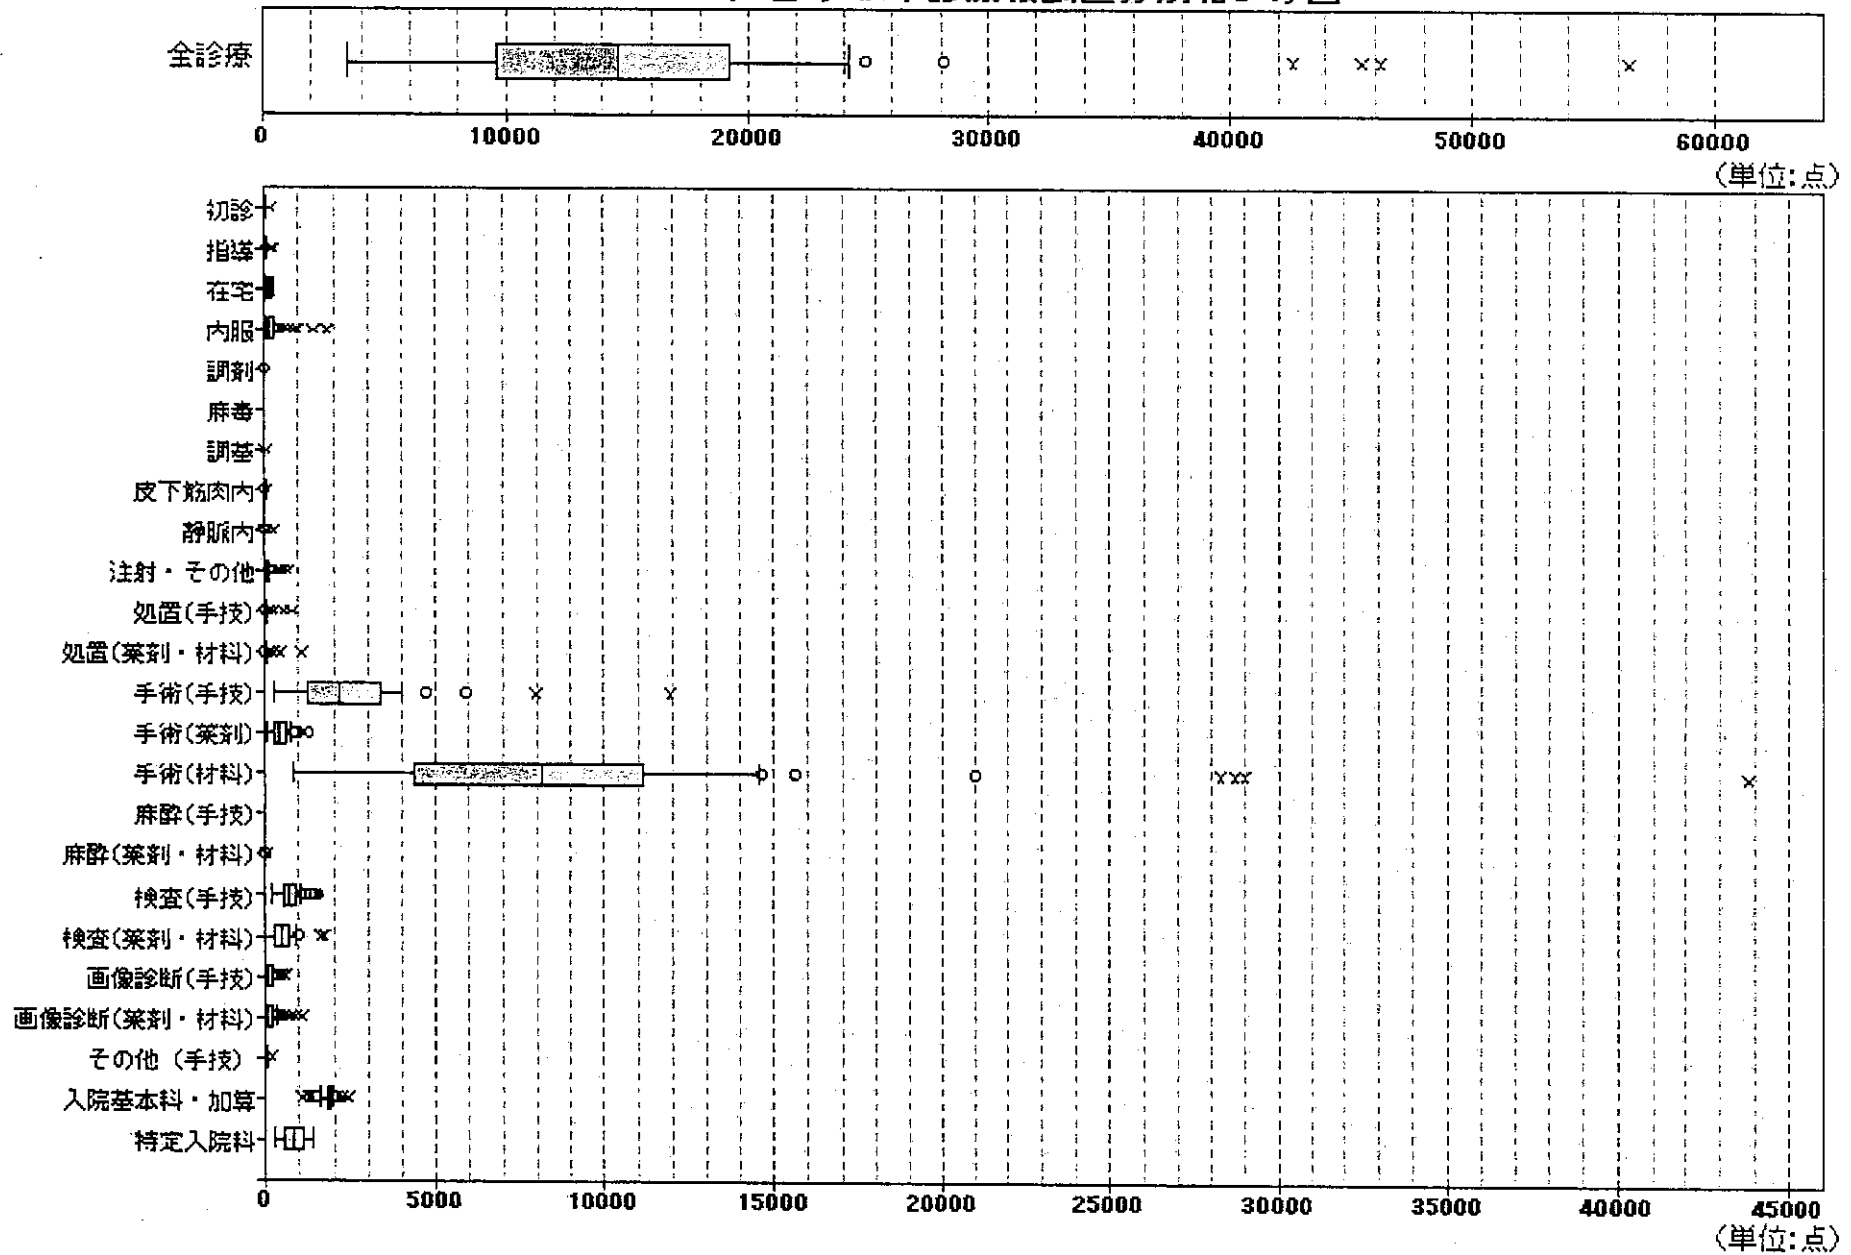 全診療
0 10000 20000 30000 40000 50000 60000
(単位:点)
初診
指導
在宅
内服
調剤
麻毒
調基
皮下筋肉内
静脈内
注射・その他
処置(手技)
処置(薬剤・材料)
手術(手技)
手術(薬剤)
手術(材料)
麻酔(手技)
麻酔(薬剤・材料)
検査(手技)
検査(薬剤・材料)
画像診断(手技)
画像診断(薬剤・材料)
その他(手技)
入院基本料・加算
特定入院料
0 5000 10000 15000 20000 25000 30000 35000 40000 45000
(単位:点)